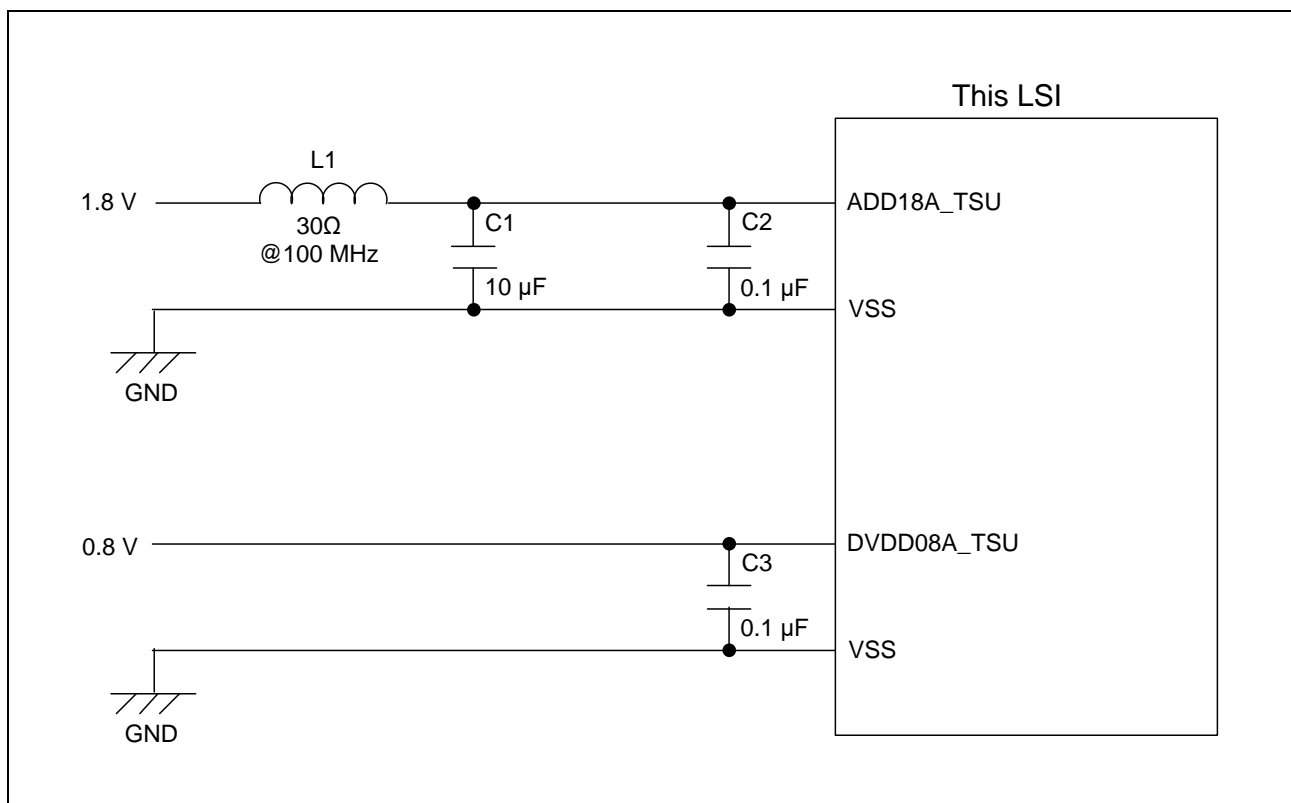 This LSI
L1
1.8 V
30Ω
@100 MHz
C1
10 µF
C2
0.1 µF
ADD18A_TSU
VSS
GND
0.8 V
C3
0.1 µF
DVDD08A_TSU
VSS
GND